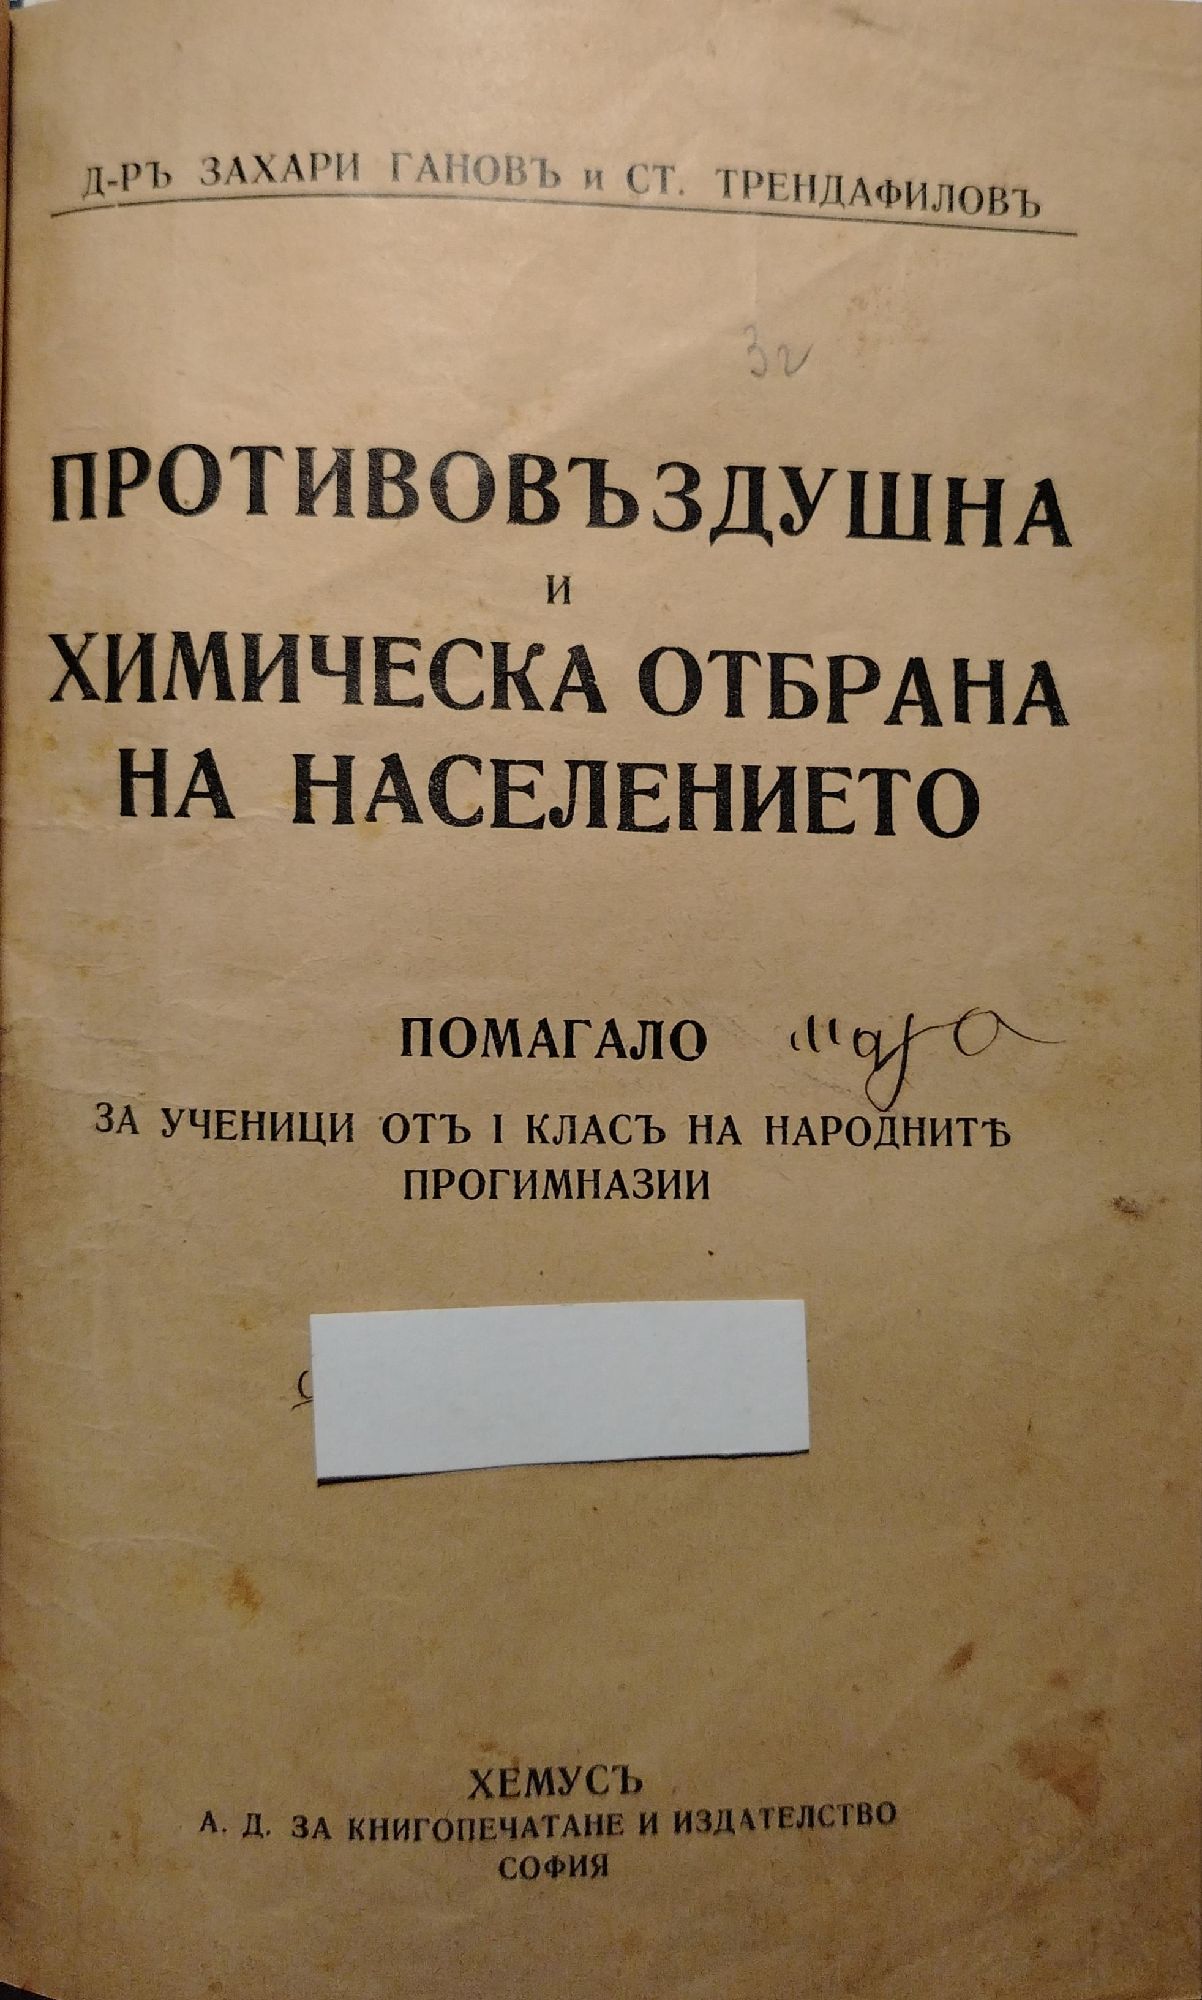 Д-РЪ ЗАХАРИ ГАНОВЪ и СТ. ТРЕНДАФИЛОВЪ
3г
ПРОТИВОВЪЗДУШНА
И
ХИМИЧЕСКА ОТБРАНА
НА НАСЕЛЕНИЕТО
ПОМАГАЛО
ЗА УЧЕНИЦИ ОТЪ I КЛАСЪ НА НАРОДНИТѢ
ПРОГИМНАЗИИ
ХЕМУСЪ
А. Д. ЗА КНИГОПЕЧАТАНЕ И ИЗДАТЕЛСТВО
СОФИЯ